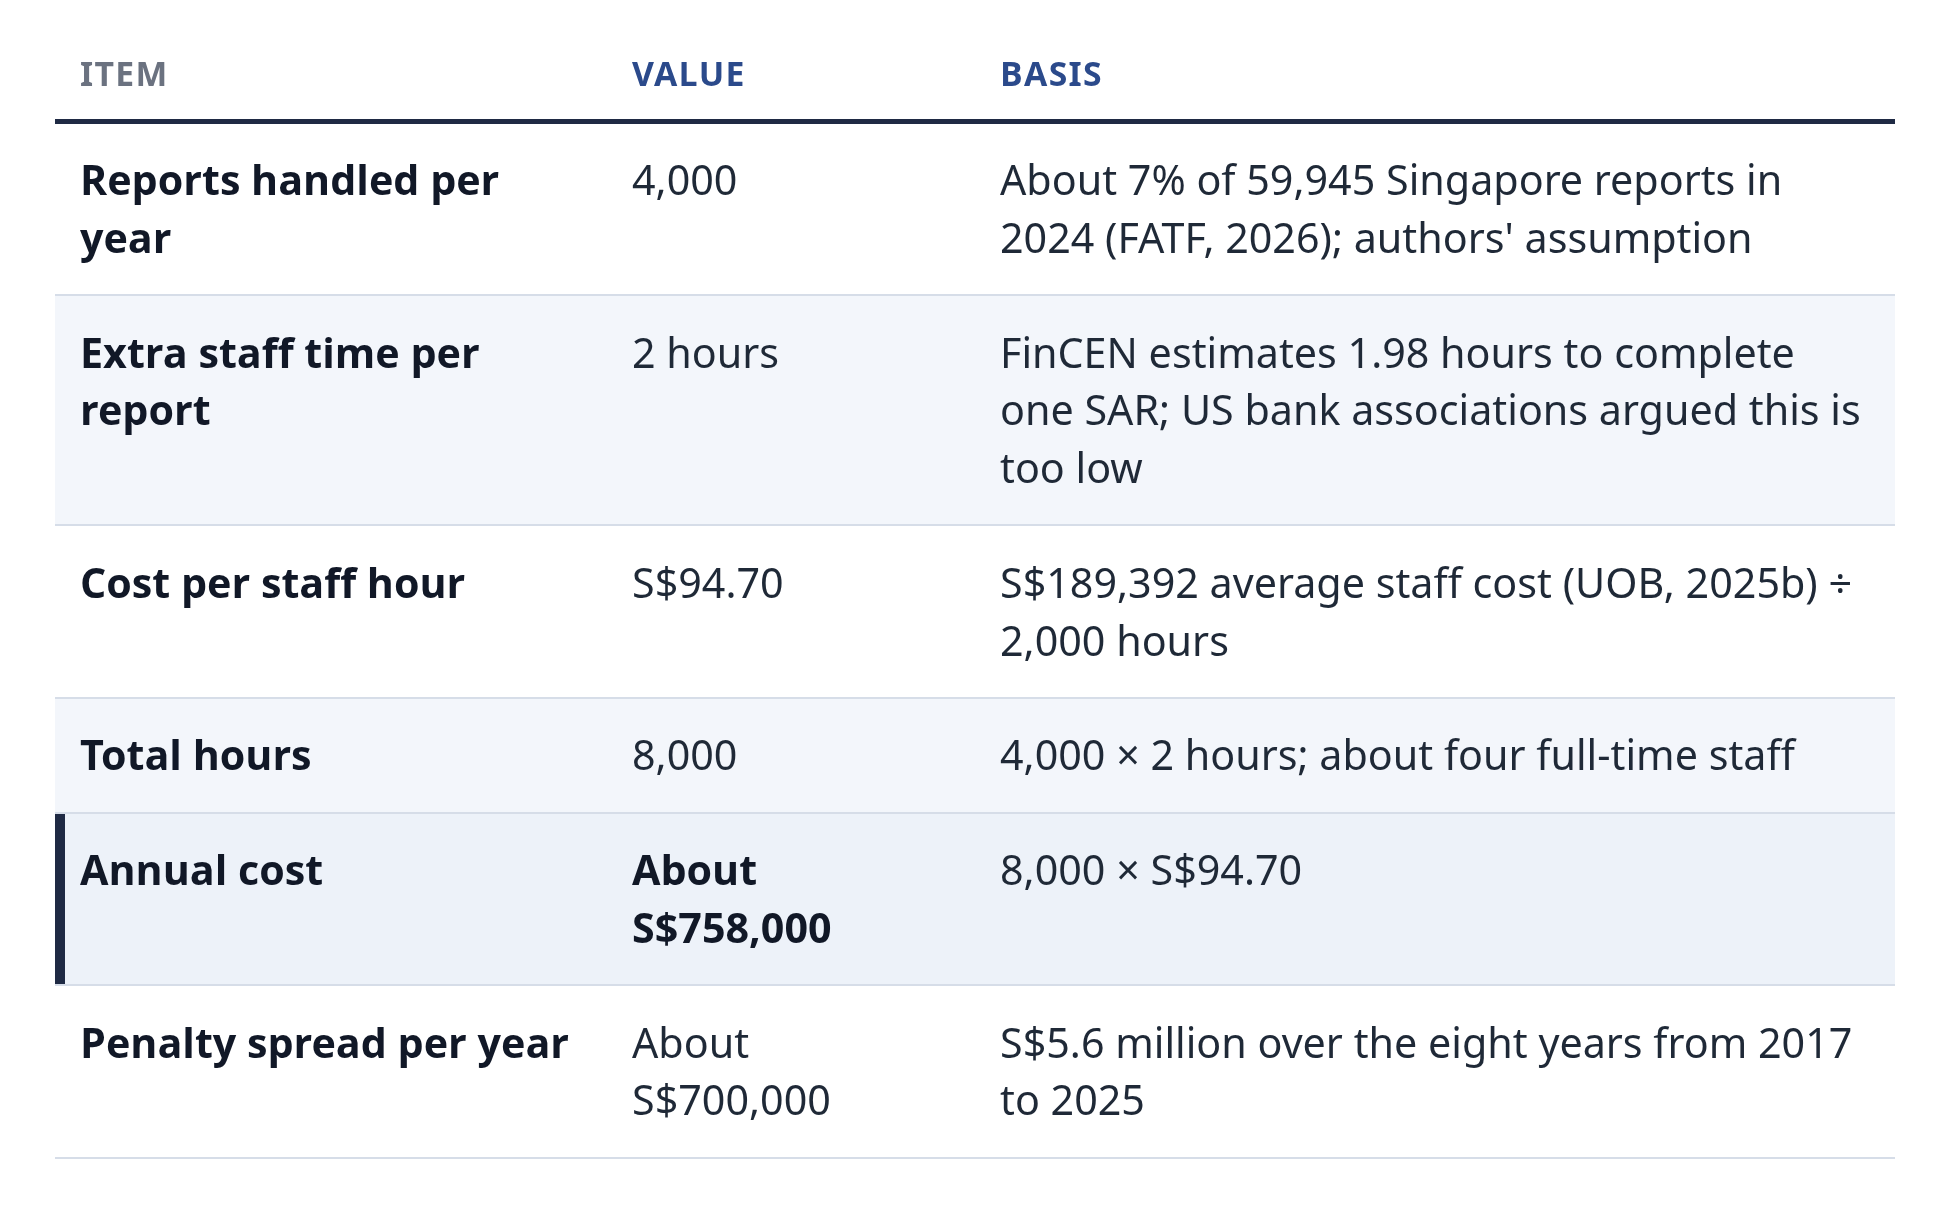 ITEM VALUE BASIS
Reports handled per 4,000 About 7% of 59,945 Singapore reports in
year 2024 (FATF, 2026); authors' assumption
Extra staff time per 2 hours FinCEN estimates 1.98 hours to complete
report one SAR; US bank associations argued this is
too low
Cost per staff hour S$94.70 S$189,392 average staff cost (UOB, 2025b) ÷
2,000 hours
Total hours 8,000 4,000 × 2 hours; about four full-time staff
Annual cost About 8,000 × S$94.70
S$758,000
Penalty spread per year About S$5.6 million over the eight years from 2017
S$700,000 to 2025